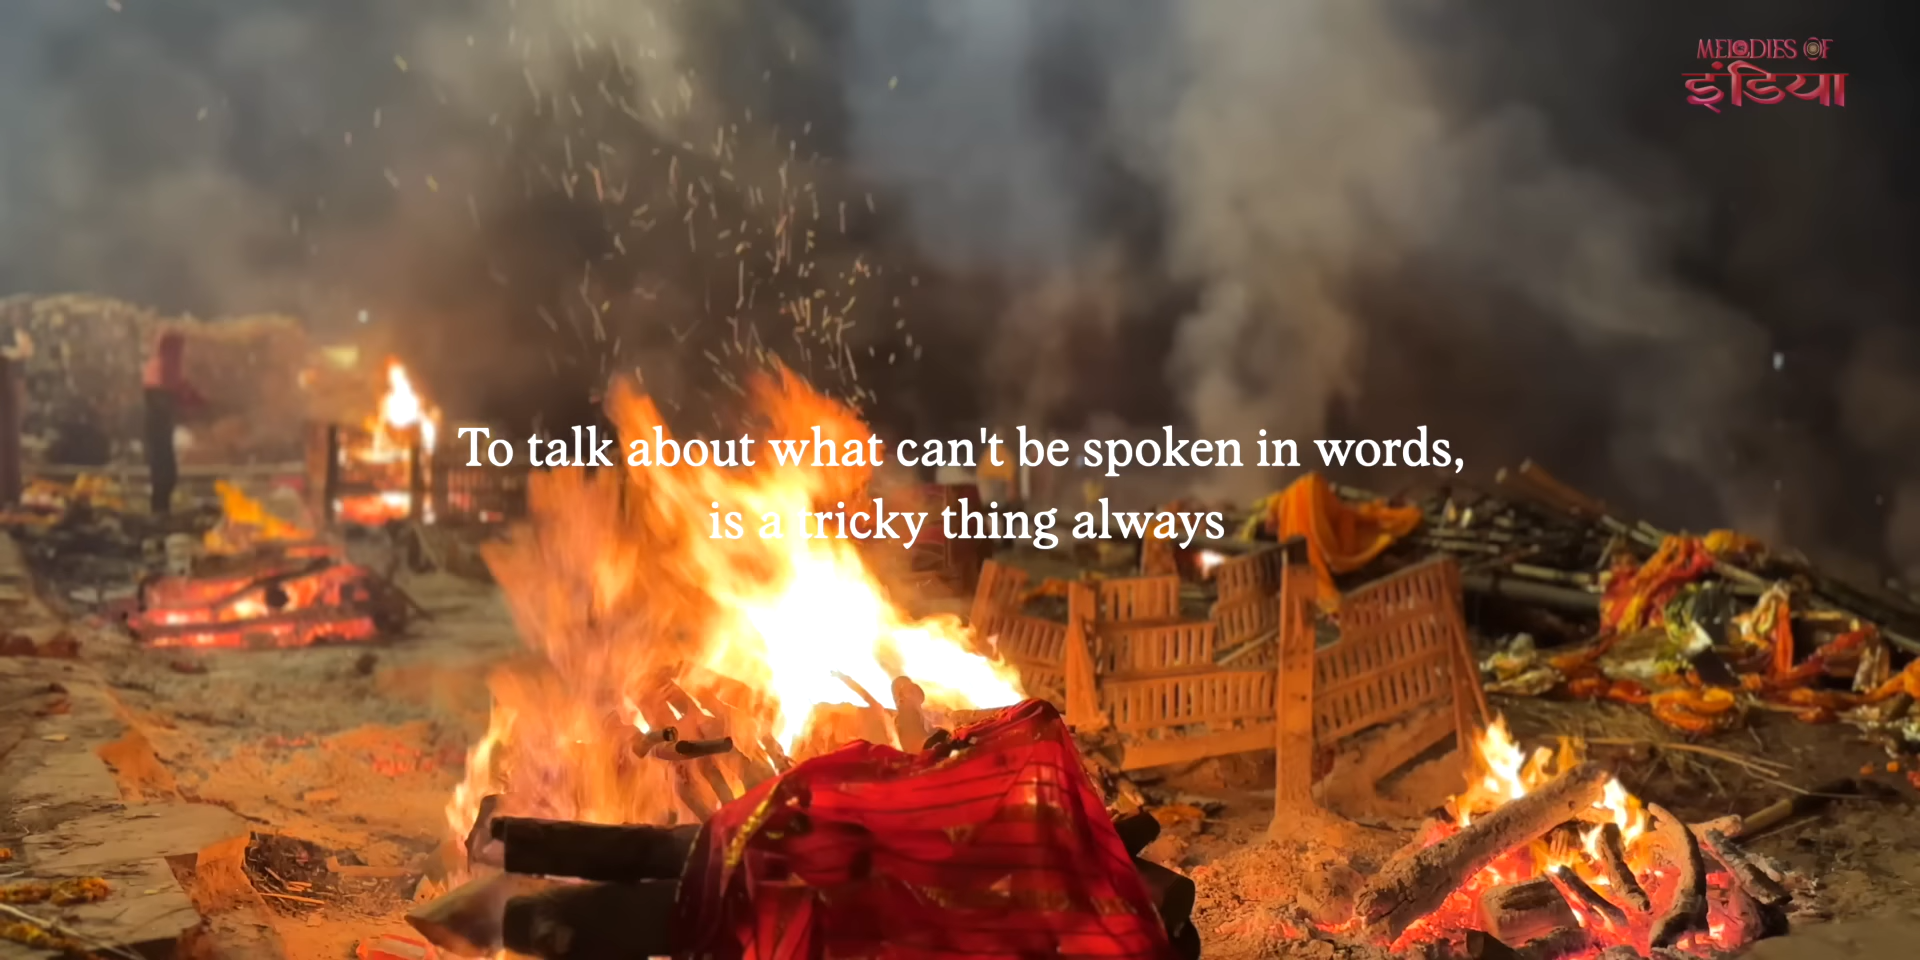 MELODIES OF
इंडिया
To talk about what can't be spoken in words,
is a tricky thing always